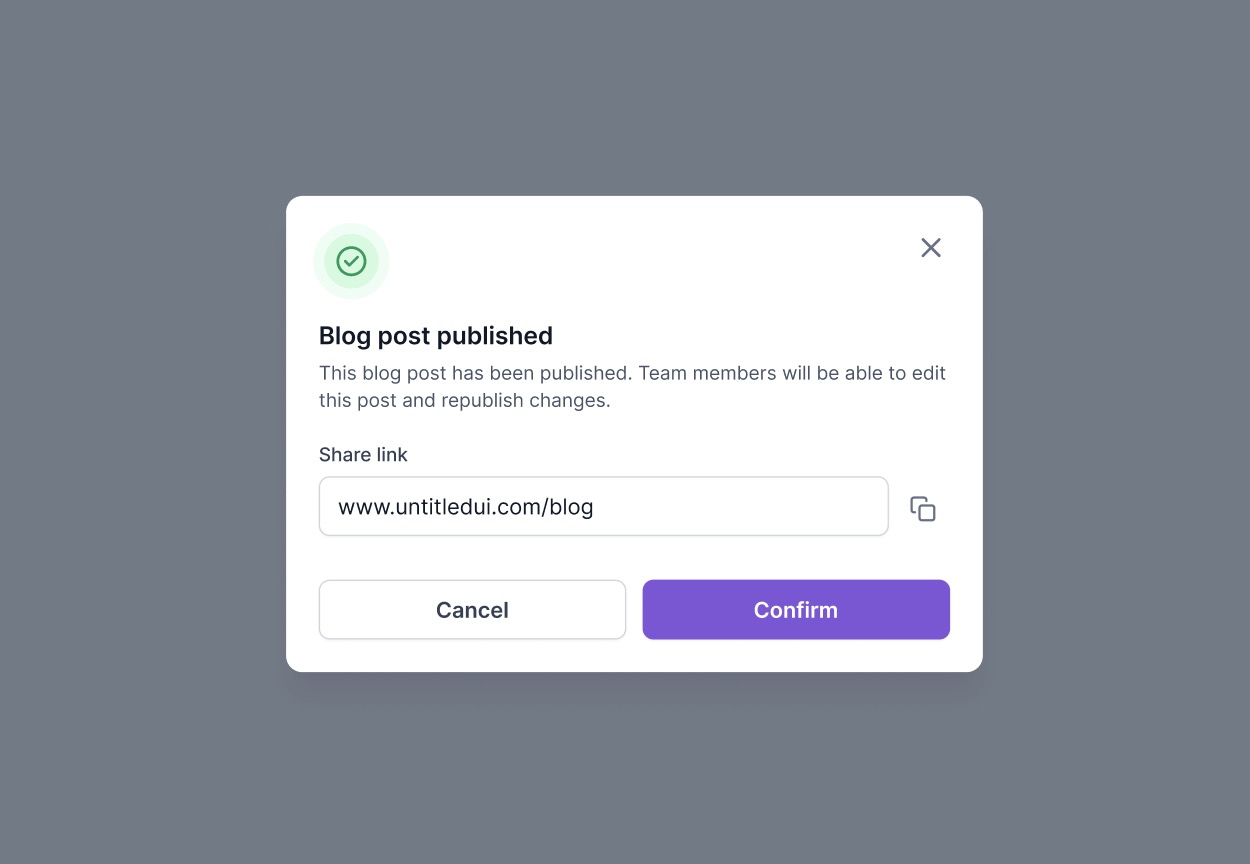 Blog post published
This blog post has been published. Team members will be able to edit
this post and republish changes.
Share link
www.untitledui.com/blog
Cancel
Confirm